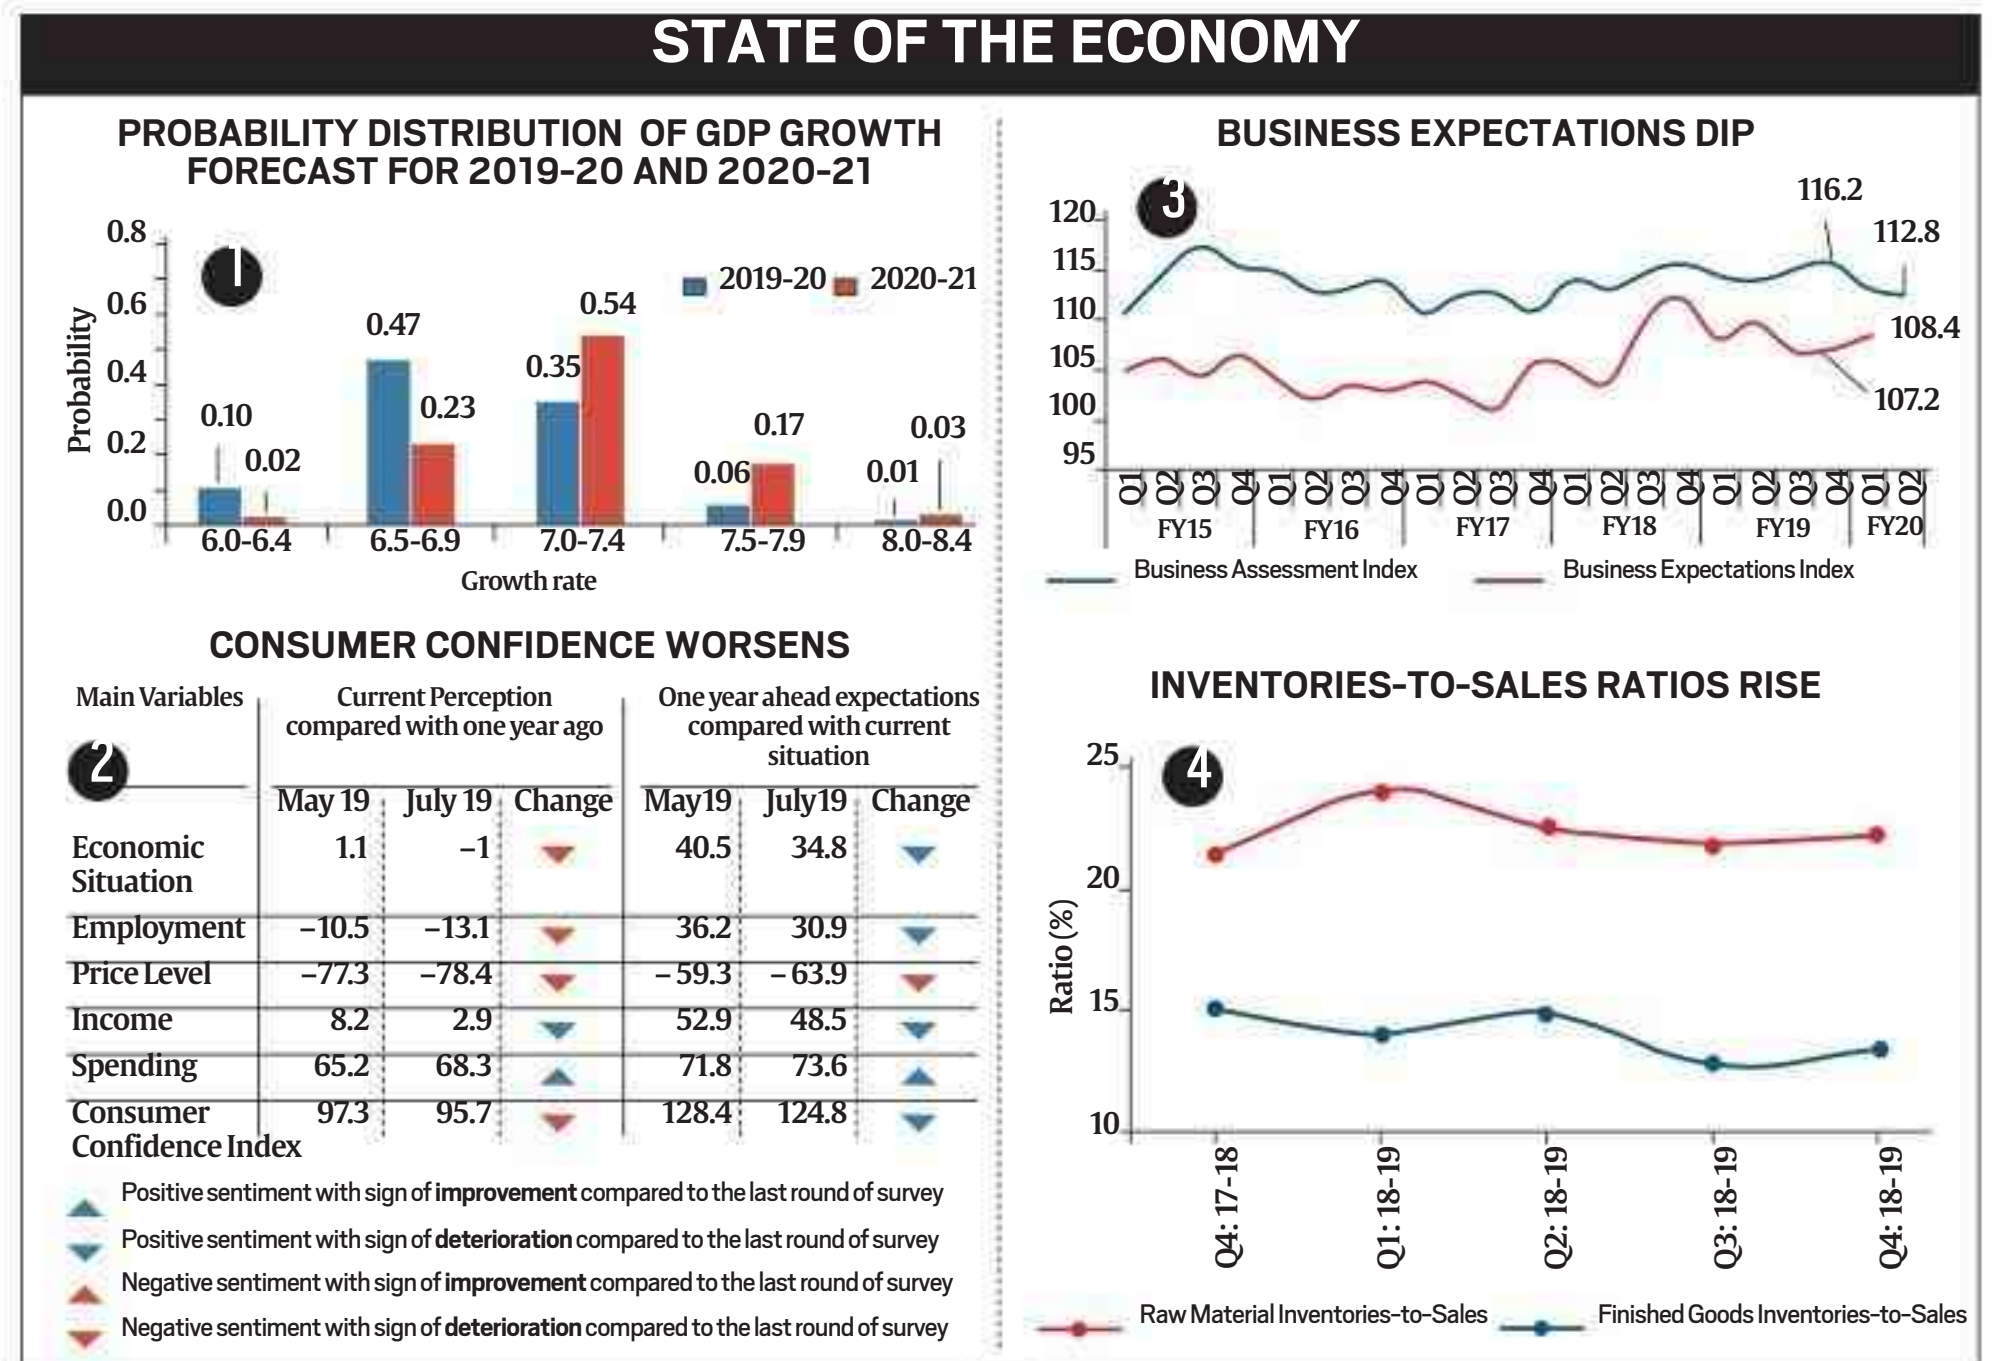 STATE OF THE ECONOMY
PROBABILITY DISTRIBUTION OF GDP GROWTH
FORECAST FOR 2019-20 AND 2020-21
1
2019-20 2020-21
Probability
0.8
0.6
0.4
0.2
0.0
0.10 0.02
0.47 0.23
0.35 0.54
0.06 0.17
0.01 0.03
6.0-6.4 6.5-6.9 7.0-7.4 7.5-7.9 8.0-8.4
Growth rate
CONSUMER CONFIDENCE WORSENS
2
Main Variables
Current Perception
compared with one year ago
One year ahead expectations
compared with current
situation
May 19 July 19 Change May19 July19 Change
Economic 1.1 –1 40.5 34.8
Situation
Employment –10.5 –13.1 36.2 30.9
Price Level –77.3 –78.4 –59.3 –63.9
Income 8.2 2.9 52.9 48.5
Spending 65.2 68.3 71.8 73.6
Consumer 97.3 95.7 128.4 124.8
Confidence Index
Positive sentiment with sign of improvement compared to the last round of survey
Positive sentiment with sign of deterioration compared to the last round of survey
Negative sentiment with sign of improvement compared to the last round of survey
Negative sentiment with sign of deterioration compared to the last round of survey
BUSINESS EXPECTATIONS DIP
3
120
115
110
105
100
95
116.2
112.8
108.4
107.2
Q1 Q2 Q3 Q4 Q1 Q2 Q3 Q4 Q1 Q2 Q3 Q4 Q1 Q2 Q3 Q4 Q1 Q2 Q3 Q4 Q1 Q2
FY15 FY16 FY17 FY18 FY19 FY20
Business Assessment Index Business Expectations Index
INVENTORIES-TO-SALES RATIOS RISE
4
Ratio (%)
25
20
15
10
Q4: 17-18 Q1: 18-19 Q2: 18-19 Q3: 18-19 Q4: 18-19
Raw Material Inventories-to-Sales Finished Goods Inventories-to-Sales